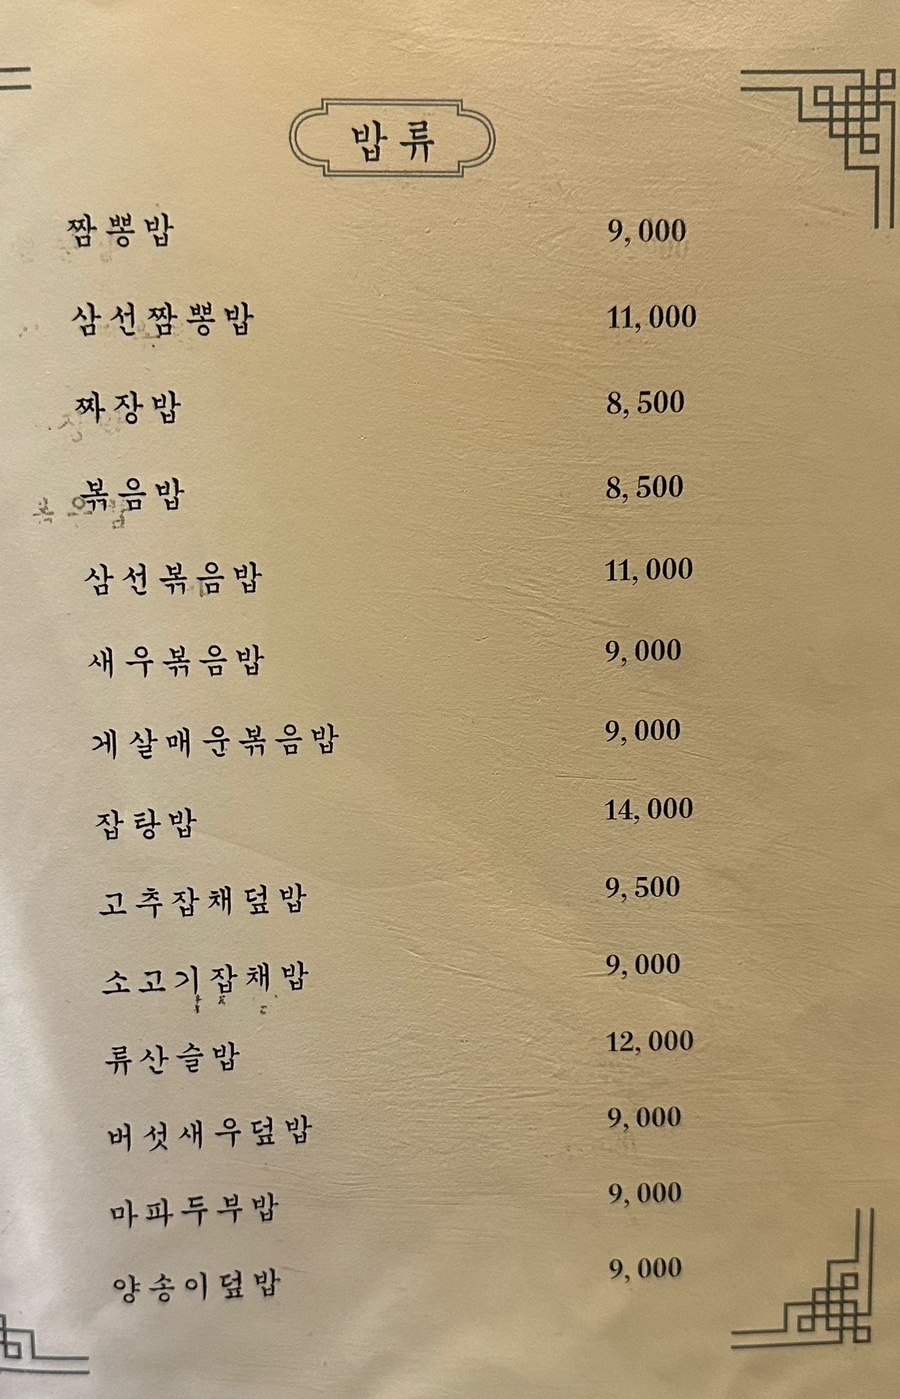 밥류
짬뽕밥 9,000
삼선짬뽕밥 11,000
짜장밥 8,500
볶음밥 8,500
삼선볶음밥 11,000
새우볶음밥 9,000
게살매운볶음밥 9,000
잡탕밥 14,000
고추잡채덮밥 9,500
소고기잡채밥 9,000
류산슬밥 12,000
버섯새우덮밥 9,000
마파두부밥 9,000
양송이덮밥 9,000